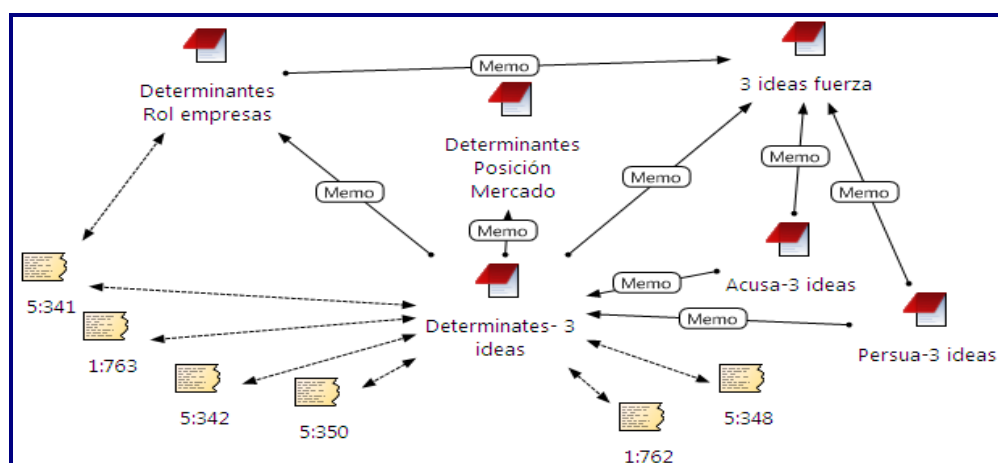 Memo
Determinantes
Rol empresas
3 ideas fuerza
Determinantes
Posición
Mercado
Memo
Memo
Memo
Memo
Memo
5:341
Memo
Acusa-3 ideas
Memo
Determinates- 3
ideas
1:763
Persua-3 ideas
5:342
5:350
5:348
1:762